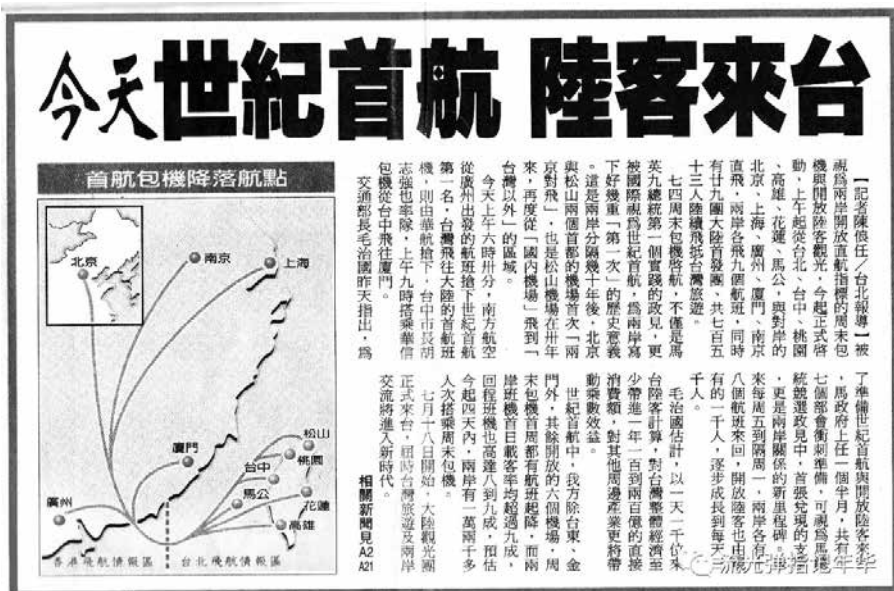 今天世紀首航 陸客來台
首航包機降落航點
北京
南京
上海
廈門
廣州
松山
桃園
台中
馬公
花蓮
高雄
香港飛航情報區
台北飛航情報區
【記者陳俍任/台北報導】被
視為兩岸開放直航指標的周末包
機與開放陸客觀光,今起正式啓
動,上午起從台北、台中、桃園
、高雄、花蓮、馬公,與對岸的
北京、上海、廣州、廈門、南京
直飛,兩岸各飛九個航班,同時
有廿九團大陸首發團、共七百五
十三人陸續飛抵台灣旅遊。
七四周末包機啓航,不僅是馬
英九總統第一個實踐的政見,更
被國際視為世紀首航,為兩岸寫
下好幾重「第一次」的歷史意義
。這是兩岸分隔幾十年後,北京
與松山兩個首都的機場首次「兩
京對飛」,也是松山機場在卅年
來,再度從「國內機場」飛到「
台灣以外」的區域。
今天上午六時卅分,南方航空
從廣州出發的航班搶下世紀首航
第一名,台灣飛往大陸的首航班
機,則由華航搶下,台中市長胡
志強也率隊,上午九時搭乘華信
包機從台中飛往廈門。
交通部長毛治國昨天指出,為
了準備世紀首航與開放陸客來台
,馬政府上任一個半月,共有
七個部會衝刺準備,可視為馬總
統競選政見中,首張兌現的支
,更是兩岸關係的新里程碑。
來每周五到隔周一,兩岸各有
八個航班來回,開放陸客也由
有的一千人,逐步成長到每天
千人。
毛治國估計,以一天一千位來
台陸客計算,對台灣整體經濟至
少帶進一年一百到兩百億的直接
消費額,對其他周邊產業更將帶
動乘數效益。
世紀首航中,我方除台東、金
門外,其餘開放的六個機場,周
末包機首周都有航班起降,而兩
岸班機首日載客率均超過九成,
回程班機也高達八到九成,預估
今起四天內,兩岸有一萬兩千多
人次搭乘周末包機。
七月十八日開始,大陸觀光團
正式來台,屆時台灣旅遊及兩岸
交流將進入新時代。
相關新聞見A2
A21
流光弹指